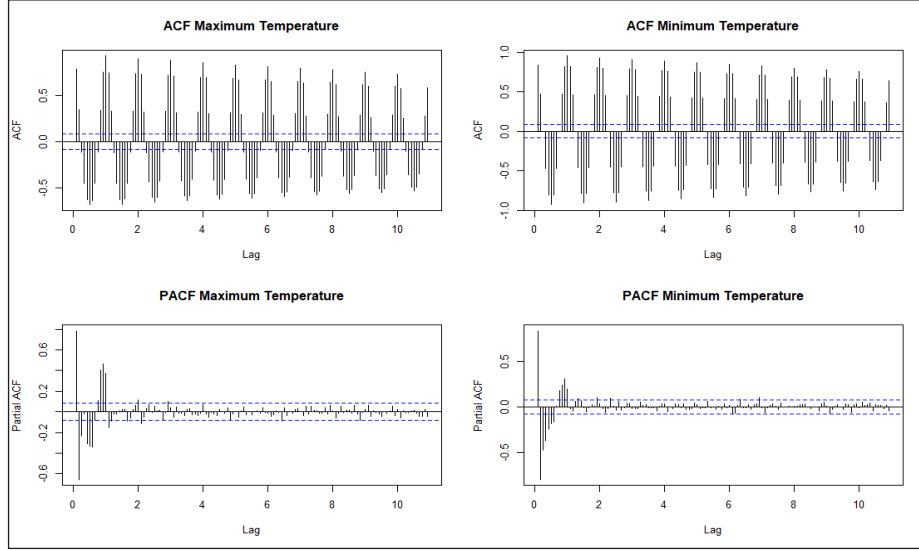 ACF Maximum Temperature
ACF
0.5
0.0
-0.5
0 2 4 6 8 10
Lag
ACF Minimum Temperature
ACF
1.0
0.5
0.0
-0.5
-1.0
0 2 4 6 8 10
Lag
PACF Maximum Temperature
Partial ACF
0.6
0.2
-0.2
-0.6
0 2 4 6 8 10
Lag
PACF Minimum Temperature
Partial ACF
0.5
0.0
-0.5
0 2 4 6 8 10
Lag